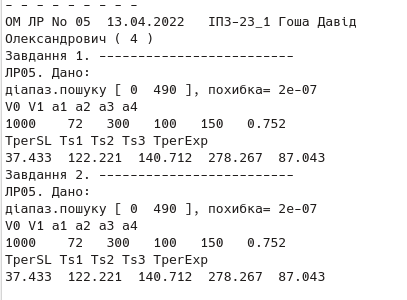 - - - - - - - - -
ОМ ЛР No 05  13.04.2022   ІПЗ-23_1 Гоша Давід
Олександрович ( 4 )
Завдання 1. -------------------------
ЛР05. Дано:
діапаз.пошуку [ 0  490 ], похибка= 2e-07
V0 V1 a1 a2 a3 a4
1000    72   300   100   150   0.752
TperSL Ts1 Ts2 Ts3 TperExp
37.433  122.221  140.712  278.267  87.043
Завдання 2. -------------------------
ЛР05. Дано:
діапаз.пошуку [ 0  490 ], похибка= 2e-07
V0 V1 a1 a2 a3 a4
1000    72   300   100   150   0.752
TperSL Ts1 Ts2 Ts3 TperExp
37.433  122.221  140.712  278.267  87.043